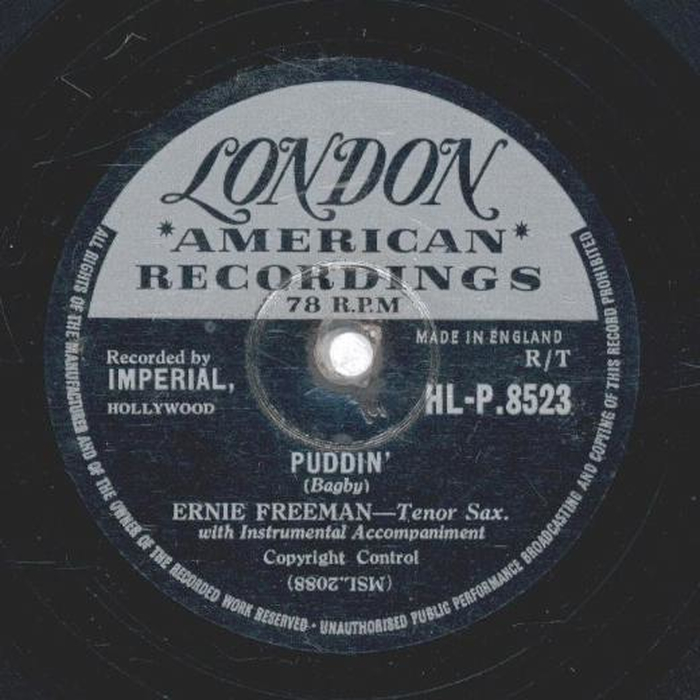 LONDON
*AMERICAN*
RECORDINGS
78 R.P.M
MADE IN ENGLAND
Recorded by
R/T
IMPERIAL,
HL-P.8523
HOLLYWOOD
PUDDIN'
(Bagby)
ERNIE FREEMAN—Tenor Sax.
with Instrumental Accompaniment
Copyright Control
(MSL.2088)
ALL RIGHTS OF THE MANUFACTURER AND OF THE OWNER OF THE RECORDED WORK RESERVED · UNAUTHORISED PUBLIC PERFORMANCE BROADCASTING AND COPYING OF THIS RECORD PROHIBITED